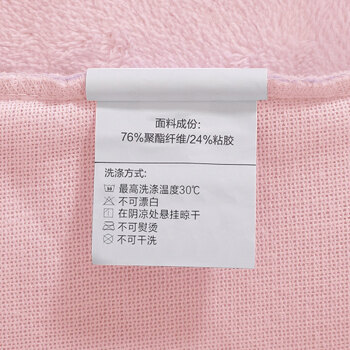 面料成份:
76%聚酯纤维/24%粘胶
洗涤方式:
最高洗涤温度30℃
不可漂白
在阴凉处悬挂晾干
不可熨烫
不可干洗